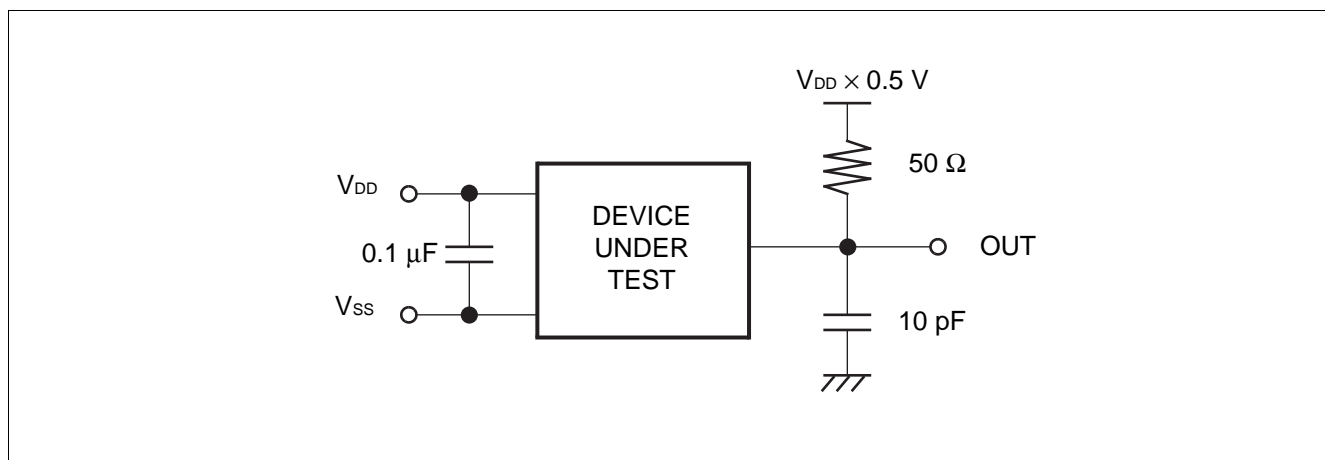 VDD × 0.5 V
50 Ω
VDD
0.1 μF
VSS
DEVICE
UNDER
TEST
OUT
10 pF